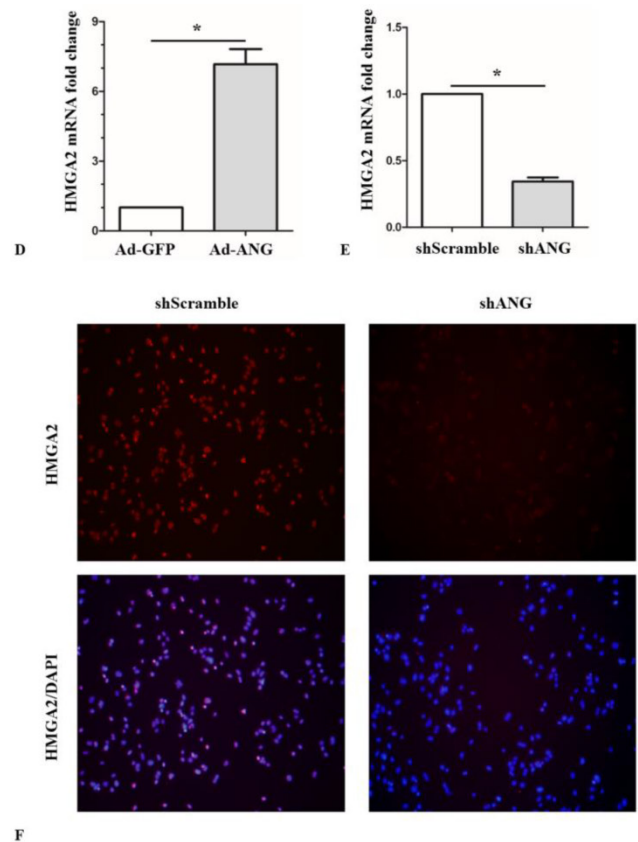 HMGA2 mRNA fold change
9
6
3
0
*
Ad-GFP
Ad-ANG
D
HMGA2 mRNA fold change
1.5
1.0
0.5
0.0
*
shScramble
shANG
E
shScramble
shANG
HMGA2
HMGA2/DAPI
F